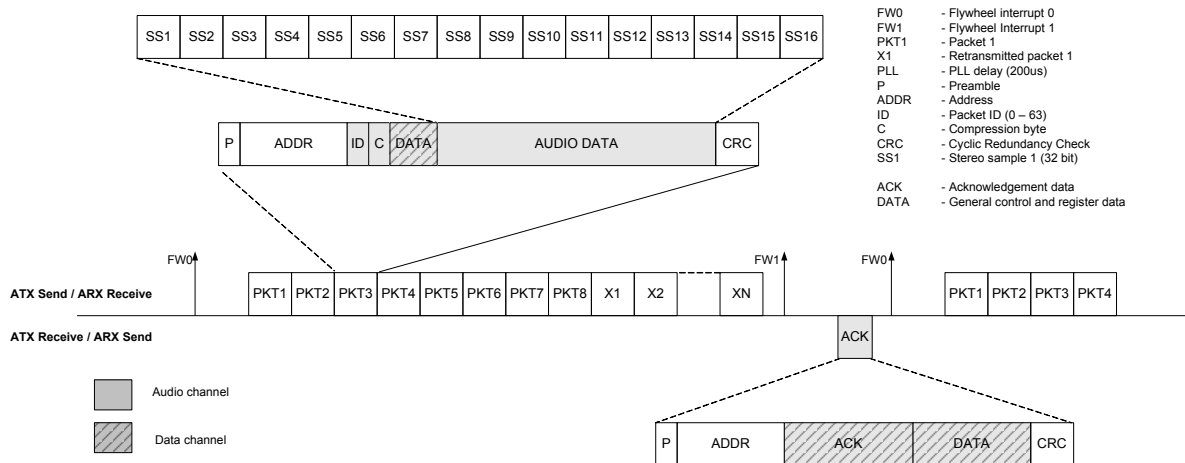 SS1 SS2 SS3 SS4 SS5 SS6 SS7 SS8 SS9 SS10 SS11 SS12 SS13 SS14 SS15 SS16
P ADDR ID C DATA AUDIO DATA CRC
FW0 - Flywheel interrupt 0
FW1 - Flywheel Interrupt 1
PKT1 - Packet 1
X1 - Retransmitted packet 1
PLL - PLL delay (200us)
P - Preamble
ADDR - Address
ID - Packet ID (0 – 63)
C - Compression byte
CRC - Cyclic Redundancy Check
SS1 - Stereo sample 1 (32 bit)
ACK - Acknowledgement data
DATA - General control and register data
FW0 FW1 FW0
ATX Send / ARX Receive PKT1 PKT2 PKT3 PKT4 PKT5 PKT6 PKT7 PKT8 X1 X2 XN PKT1 PKT2 PKT3 PKT4
ATX Receive / ARX Send ACK
Audio channel
Data channel
P ADDR ACK DATA CRC